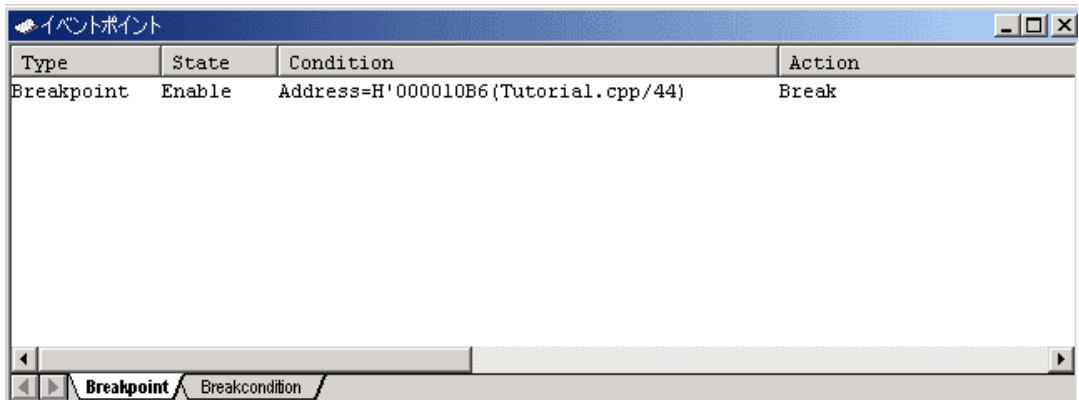 イベントポイント
Type State Condition Action
Breakpoint Enable Address=H'000010B6(Tutorial.cpp/44) Break
Breakpoint Breakcondition